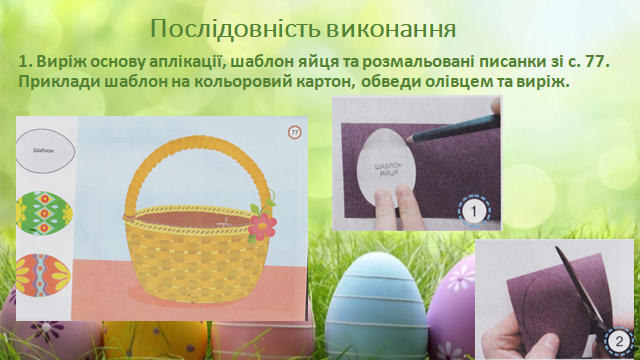 Послідовність виконання
1. Виріж основу аплікації, шаблон яйця та розмальовані писанки зі с. 77.
Приклади шаблон на кольоровий картон, обведи олівцем та виріж.
77
Шаблон
ШАБЛОН
ЯЙЦЯ
1
2